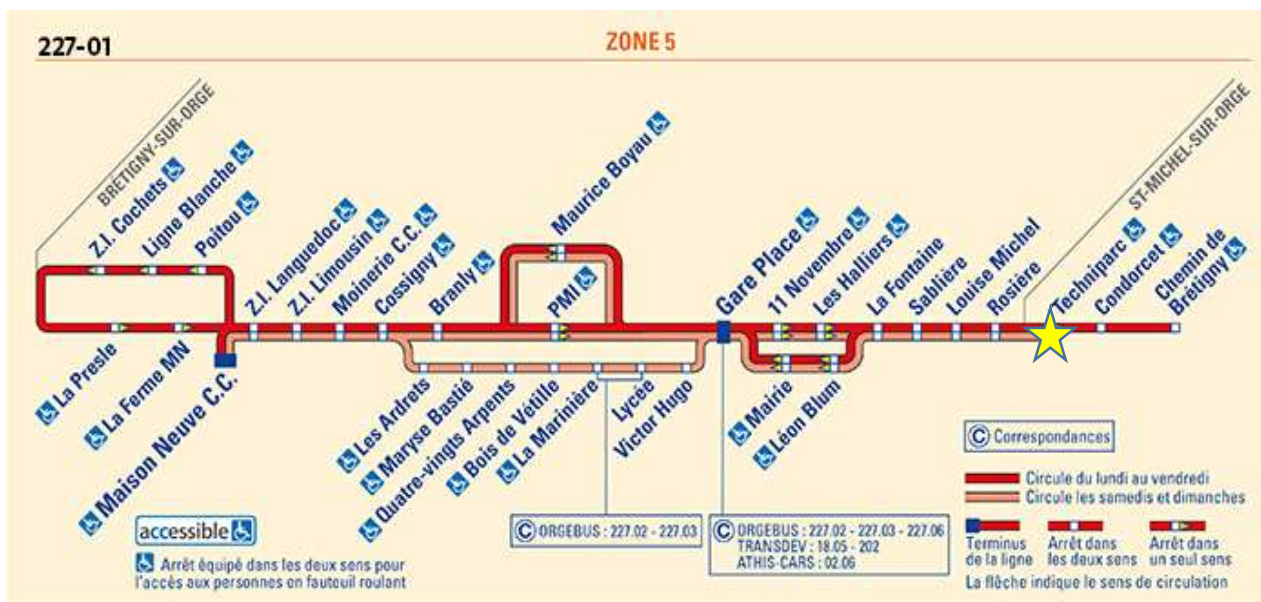 227-01
ZONE 5
BRÉTIGNY-SUR-ORGE
ST-MICHEL-SUR-ORGE
Z.I. Cochets
Ligne Blanche
Poitou
Z.I. Languedoc
Z.I. Limousin
Moinerie C.C.
Cossigny
Branly
Maurice Boyau
PMI
Gare Place
11 Novembre
Les Halliers
La Fontaine
Sablière
Louise Michel
Rosière
Techniparc
Condorcet
Chemin de
Brétigny
La Presle
La Ferme MN
Maison Neuve C.C.
Les Ardrets
Maryse Bastié
Quatre-vingts Arpents
Bois de Vétille
La Marinière
Lycée
Victor Hugo
Mairie
Léon Blum
accessible
Arrêt équipé dans les deux sens pour
l'accès aux personnes en fauteuil roulant
C ORGEBUS : 227.02 - 227.03
C ORGEBUS : 227.02 - 227.03 - 227.06
TRANSDEV : 18.05 - 202
ATHIS-CARS : 02.06
C Correspondances
Circule du lundi au vendredi
Circule les samedis et dimanches
Terminus
de la ligne
Arrêt dans
les deux sens
Arrêt dans
un seul sens
La flèche indique le sens de circulation